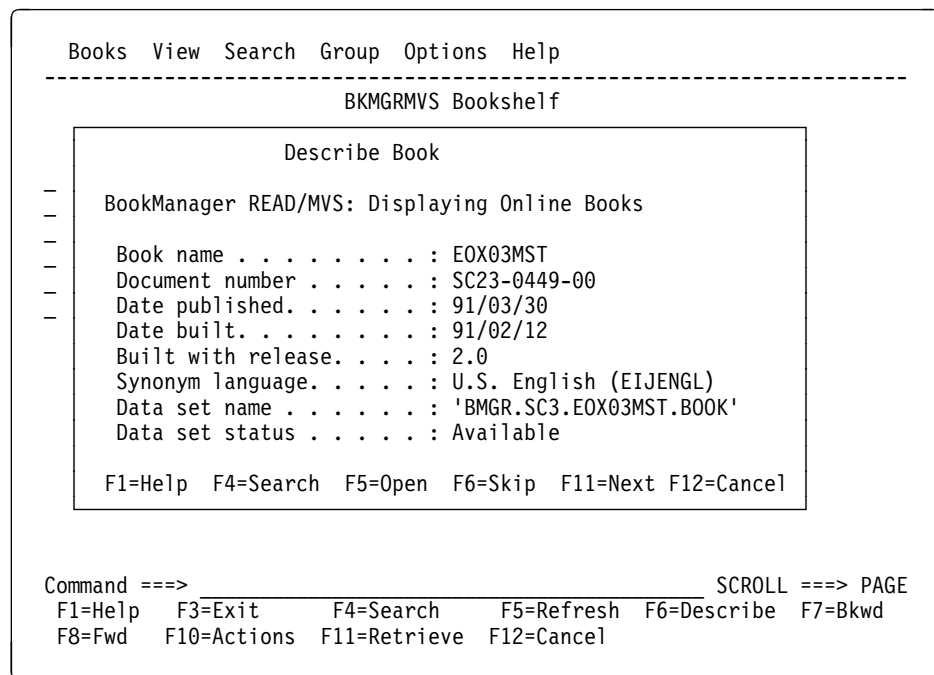 Books View Search Group Options Help
--------------------------------------------------------------------------
BKMGRMVS Bookshelf
Describe Book
BookManager READ/MVS: Displaying Online Books
Book name . . . . . . . . : EOX03MST
Document number . . . . . : SC23-0449-00
Date published. . . . . . : 91/03/30
Date built. . . . . . . . : 91/02/12
Built with release. . . . : 2.0
Synonym language. . . . . : U.S. English (EIJENGL)
Data set name . . . . . . : 'BMGR.SC3.EOX03MST.BOOK'
Data set status . . . . . : Available
F1=Help F4=Search F5=Open F6=Skip F11=Next F12=Cancel
Command ===> __________________________________________ SCROLL ===> PAGE
F1=Help F3=Exit F4=Search F5=Refresh F6=Describe F7=Bkwd
F8=Fwd F10=Actions F11=Retrieve F12=Cancel